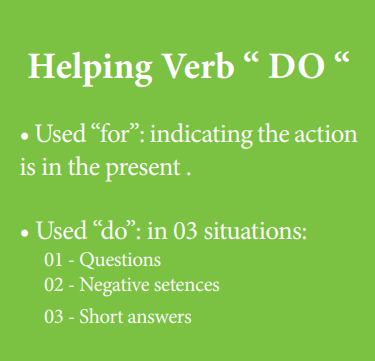 Helping Verb “ DO “
• Used “for”: indicating the action
is in the present .
• Used “do”: in 03 situations:
01 - Questions
02 - Negative setences
03 - Short answers